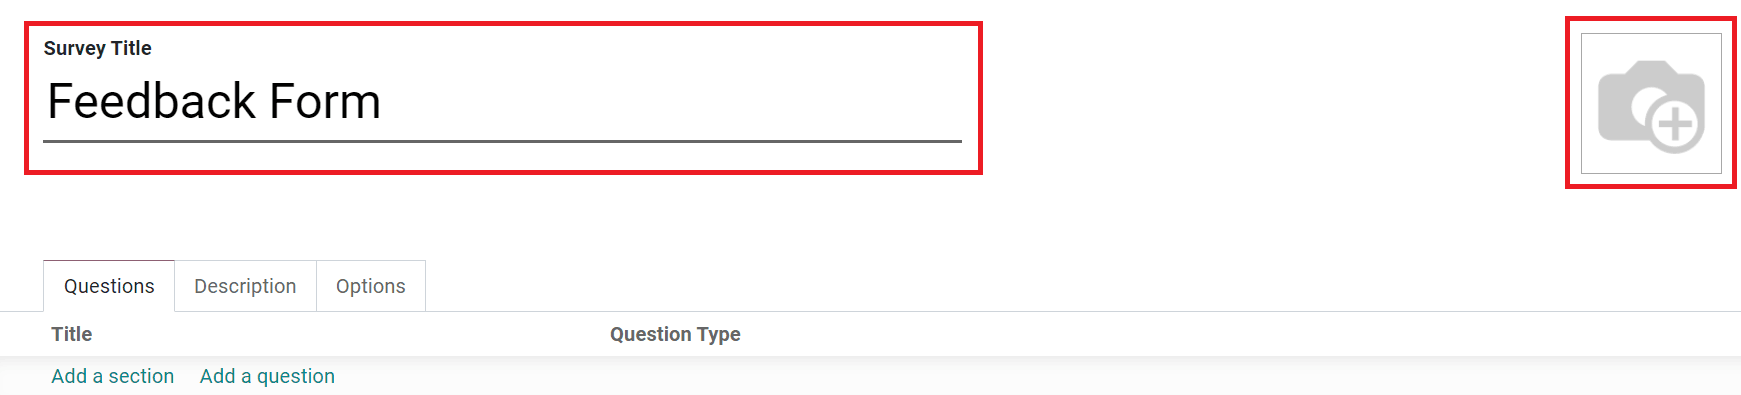 Survey Title
Feedback Form
Questions Description Options
Title Question Type
Add a section Add a question